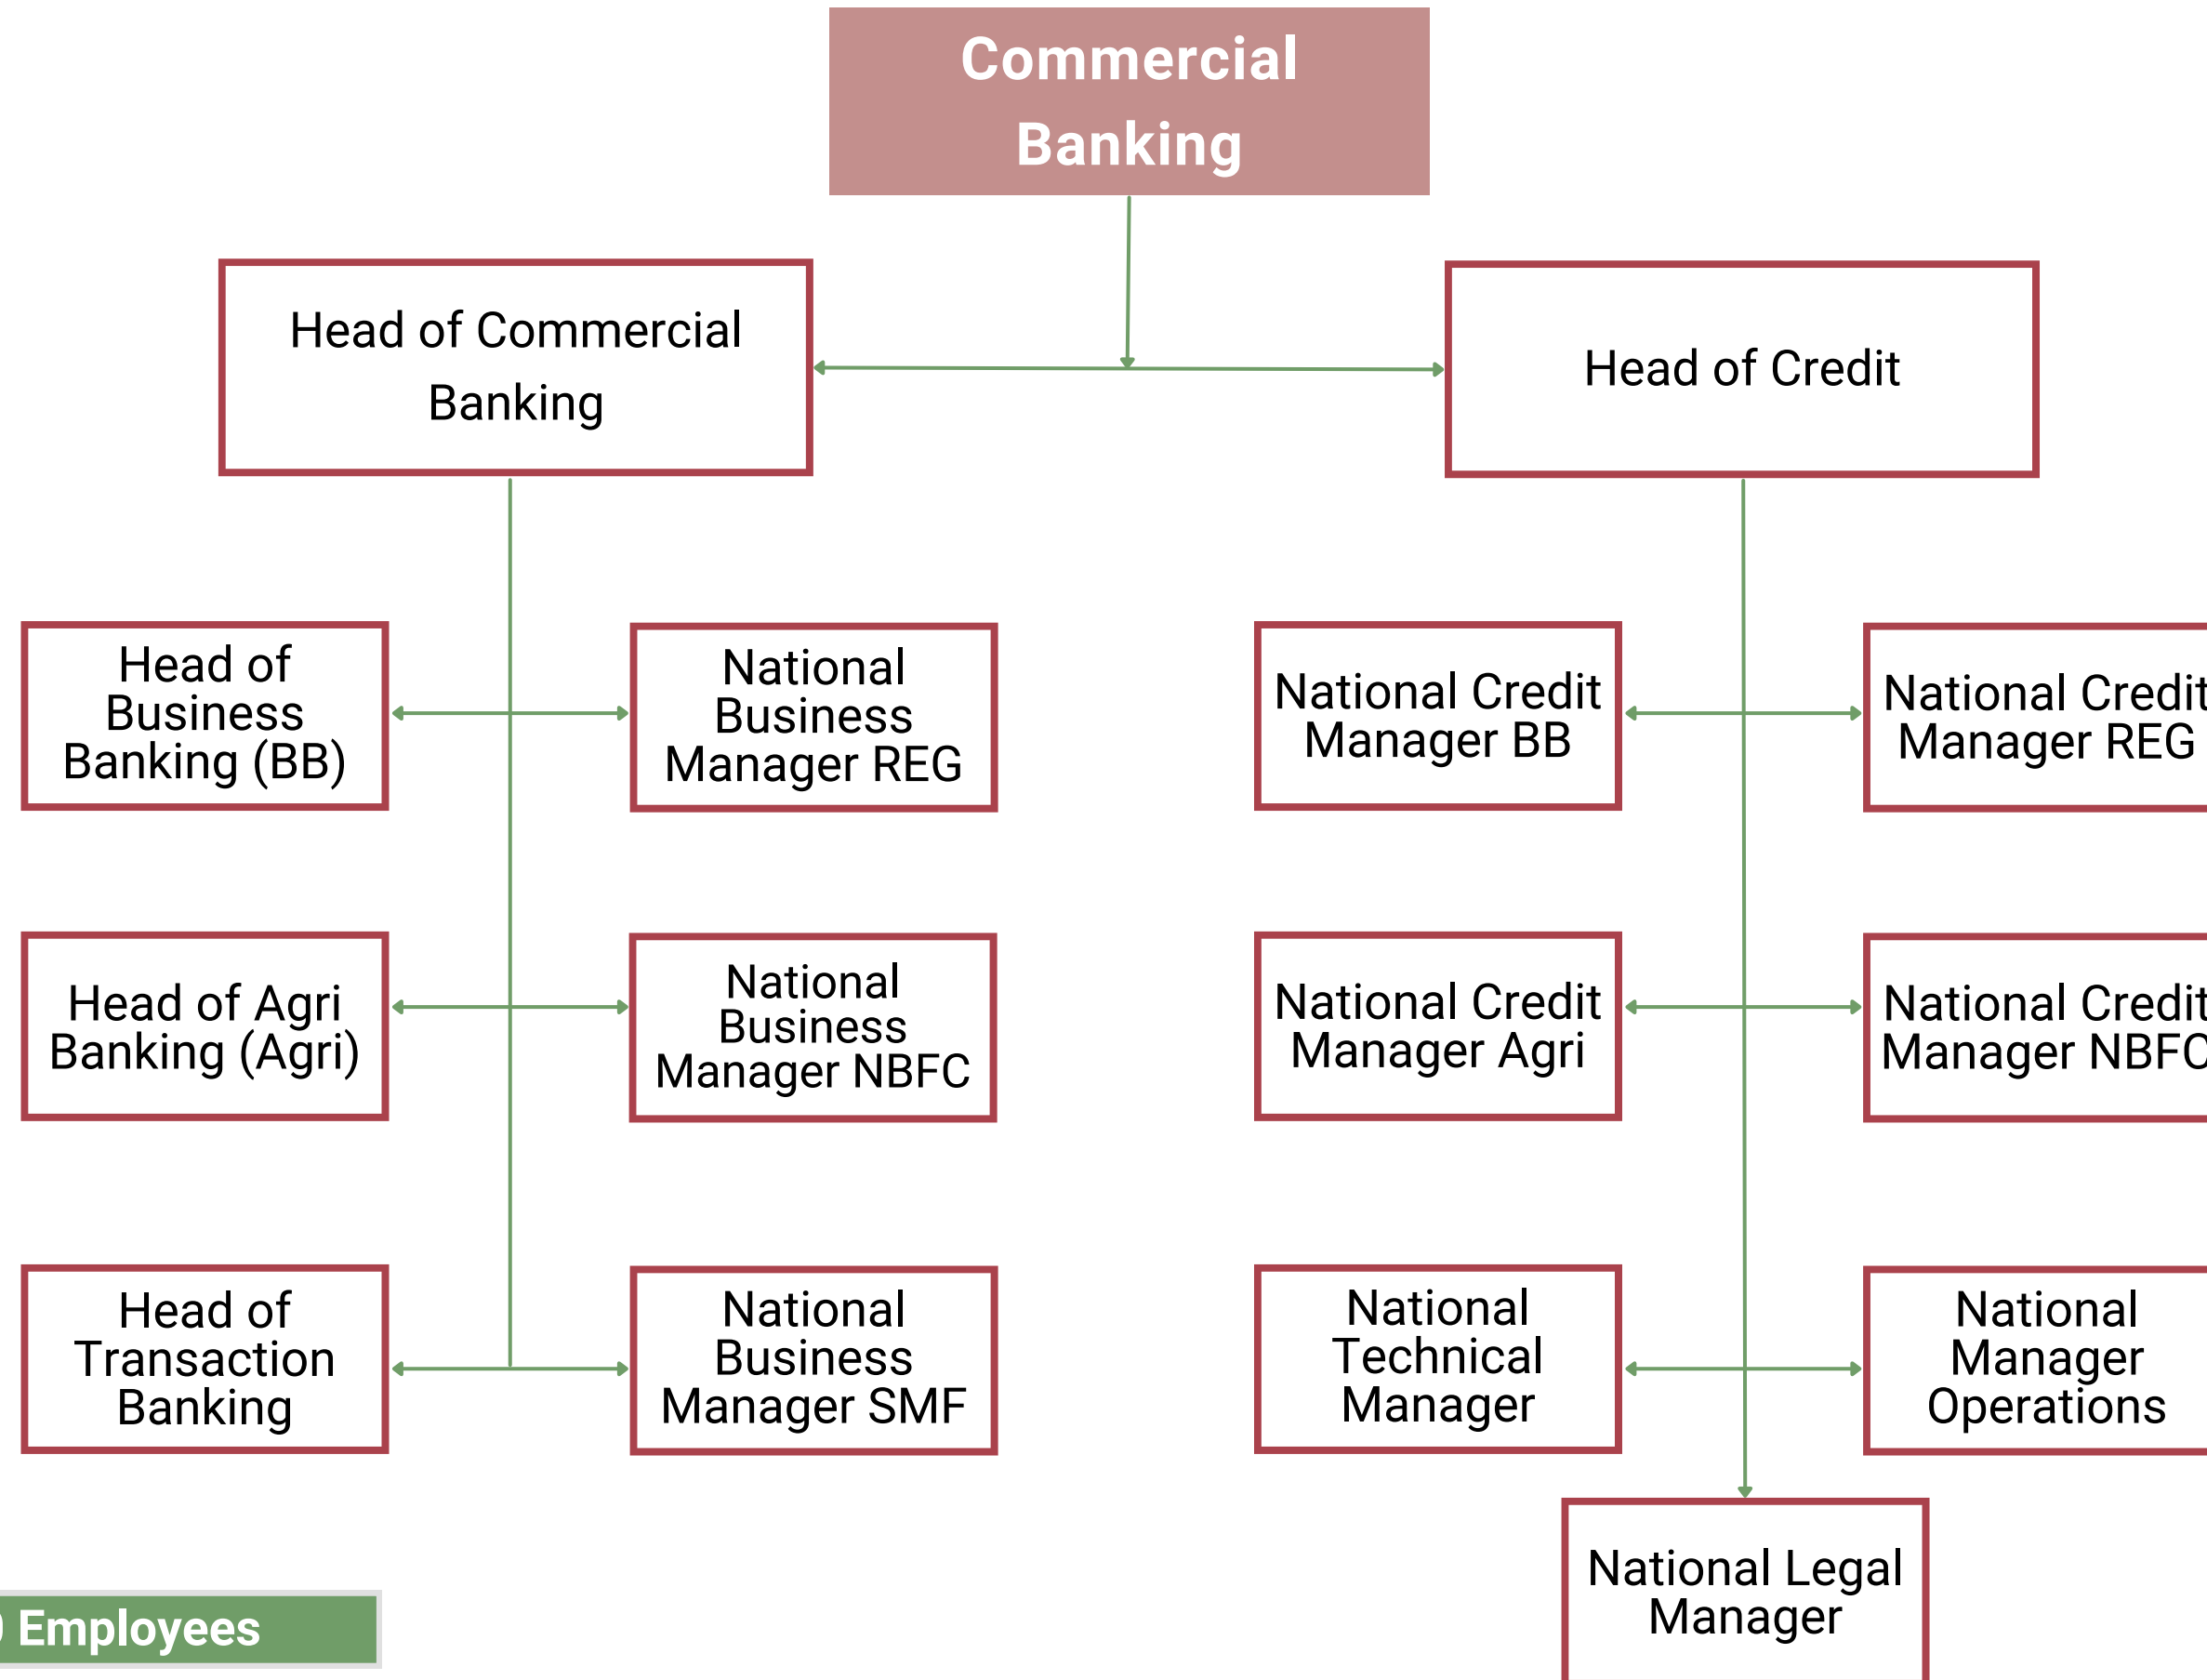 Commercial
Banking
Head of Commercial
Banking
Head of Credit
Head of
Business
Banking (BB)
National
Business
Manager REG
National Credit
Manager BB
National Credit
Manager REG
Head of Agri
Banking (Agri)
National
Business
Manager NBFC
National Credit
Manager Agri
National Credit
Manager NBFC
Head of
Transaction
Banking
National
Business
Manager SMF
National
Technical
Manager
National
Manager
Operations
National Legal
Manager
Employees